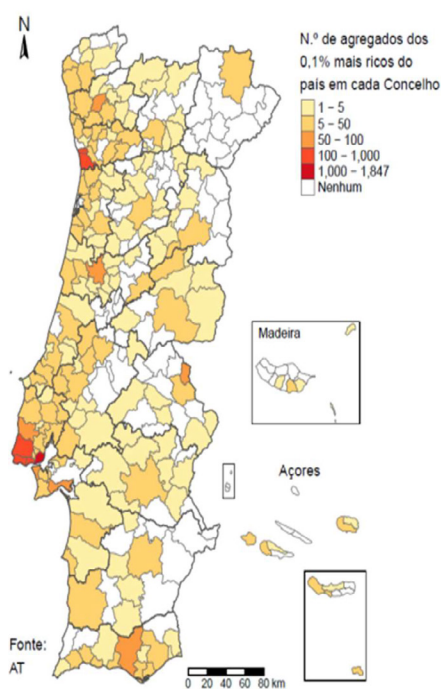 N
N.º de agregados dos
0,1% mais ricos do
país em cada Concelho
1 – 5
5 – 50
50 – 100
100 – 1,000
1,000 – 1,847
Nenhum
Madeira
Açores
Fonte:
AT
0 20 40 60 80 km